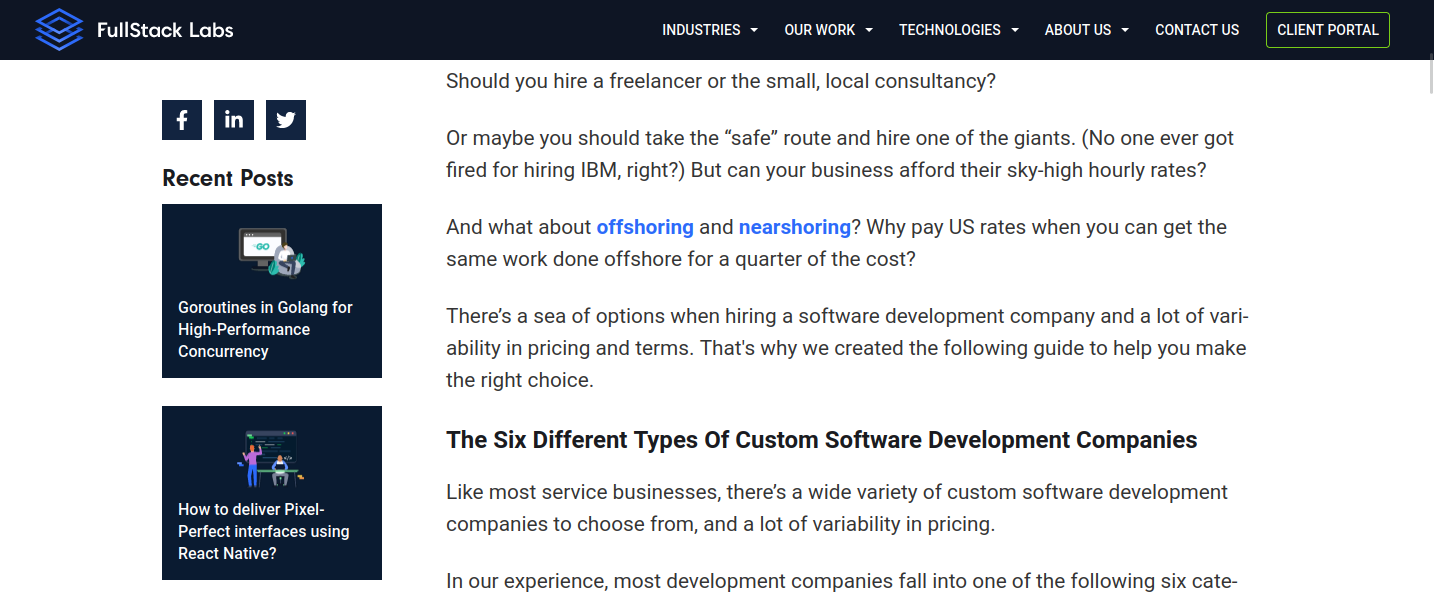 FullStack Labs
INDUSTRIES
OUR WORK
TECHNOLOGIES
ABOUT US
CONTACT US
CLIENT PORTAL
Recent Posts
GO
Goroutines in Golang for
High-Performance
Concurrency
How to deliver Pixel-
Perfect interfaces using
React Native?
Should you hire a freelancer or the small, local consultancy?
Or maybe you should take the “safe” route and hire one of the giants. (No one ever got
fired for hiring IBM, right?) But can your business afford their sky-high hourly rates?
And what about offshoring and nearshoring? Why pay US rates when you can get the
same work done offshore for a quarter of the cost?
There’s a sea of options when hiring a software development company and a lot of vari-
ability in pricing and terms. That's why we created the following guide to help you make
the right choice.
The Six Different Types Of Custom Software Development Companies
Like most service businesses, there’s a wide variety of custom software development
companies to choose from, and a lot of variability in pricing.
In our experience, most development companies fall into one of the following six cate-